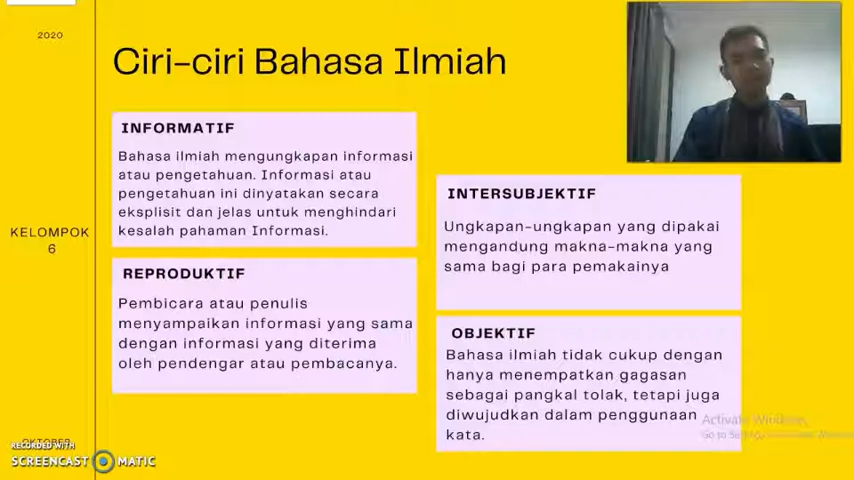 2020
Ciri-ciri Bahasa Ilmiah
INFORMATIF
Bahasa ilmiah mengungkapan informasi
atau pengetahuan. Informasi atau
pengetahuan ini dinyatakan secara
eksplisit dan jelas untuk menghindari
kesalah pahaman Informasi.
KELOMPOK
6
REPRODUKTIF
Pembicara atau penulis
menyampaikan informasi yang sama
dengan informasi yang diterima
oleh pendengar atau pembacanya.
INTERSUBJEKTIF
Ungkapan-ungkapan yang dipakai
mengandung makna-makna yang
sama bagi para pemakainya
OBJEKTIF
Bahasa ilmiah tidak cukup dengan
hanya menempatkan gagasan
sebagai pangkal tolak, tetapi juga
diwujudkan dalam penggunaan
kata.
Activate Windows
Go to Settings
RECORDED WITH
SCREENCAST MATIC